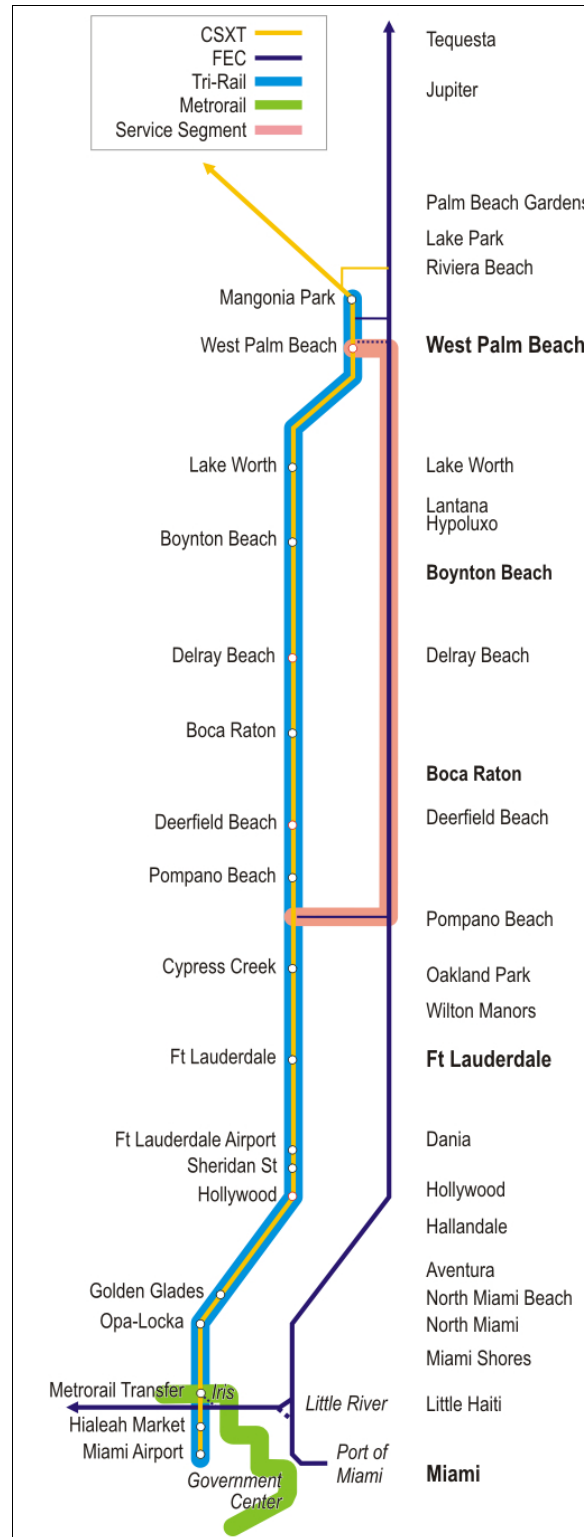 CSXT
FEC
Tri-Rail
Metrorail
Service Segment
Tequesta
Jupiter
Palm Beach Gardens
Lake Park
Riviera Beach
Mangonia Park
West Palm Beach
West Palm Beach
Lake Worth
Lake Worth
Lantana
Hypoluxo
Boynton Beach
Boynton Beach
Delray Beach
Delray Beach
Boca Raton
Boca Raton
Deerfield Beach
Deerfield Beach
Pompano Beach
Pompano Beach
Cypress Creek
Oakland Park
Wilton Manors
Ft Lauderdale
Ft Lauderdale
Ft Lauderdale Airport
Dania
Sheridan St
Hollywood
Hollywood
Hallandale
Aventura
Golden Glades
North Miami Beach
Opa-Locka
North Miami
Miami Shores
Metrorail Transfer
Iris
Little River
Little Haiti
Hialeah Market
Miami Airport
Port of
Miami
Miami
Government
Center